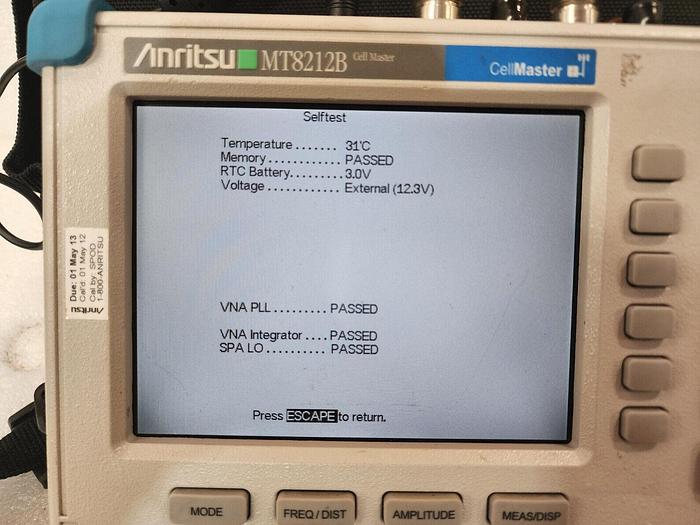 Anritsu MT8212B Cell Master
CellMaster
Selftest
Temperature ....... 31°C
Memory ............ PASSED
RTC Battery......... 3.0V
Voltage ............ External (12.3V)
VNA PLL ......... PASSED
VNA Integrator .... PASSED
SPA LO .......... PASSED
Press ESCAPE to return.
Due: 01 May 13
Cal'd: 01 May 12
Cal by: SPOD
1-800-ANRITSU
Anritsu
MODE
FREQ / DIST
AMPLITUDE
MEAS/DISP